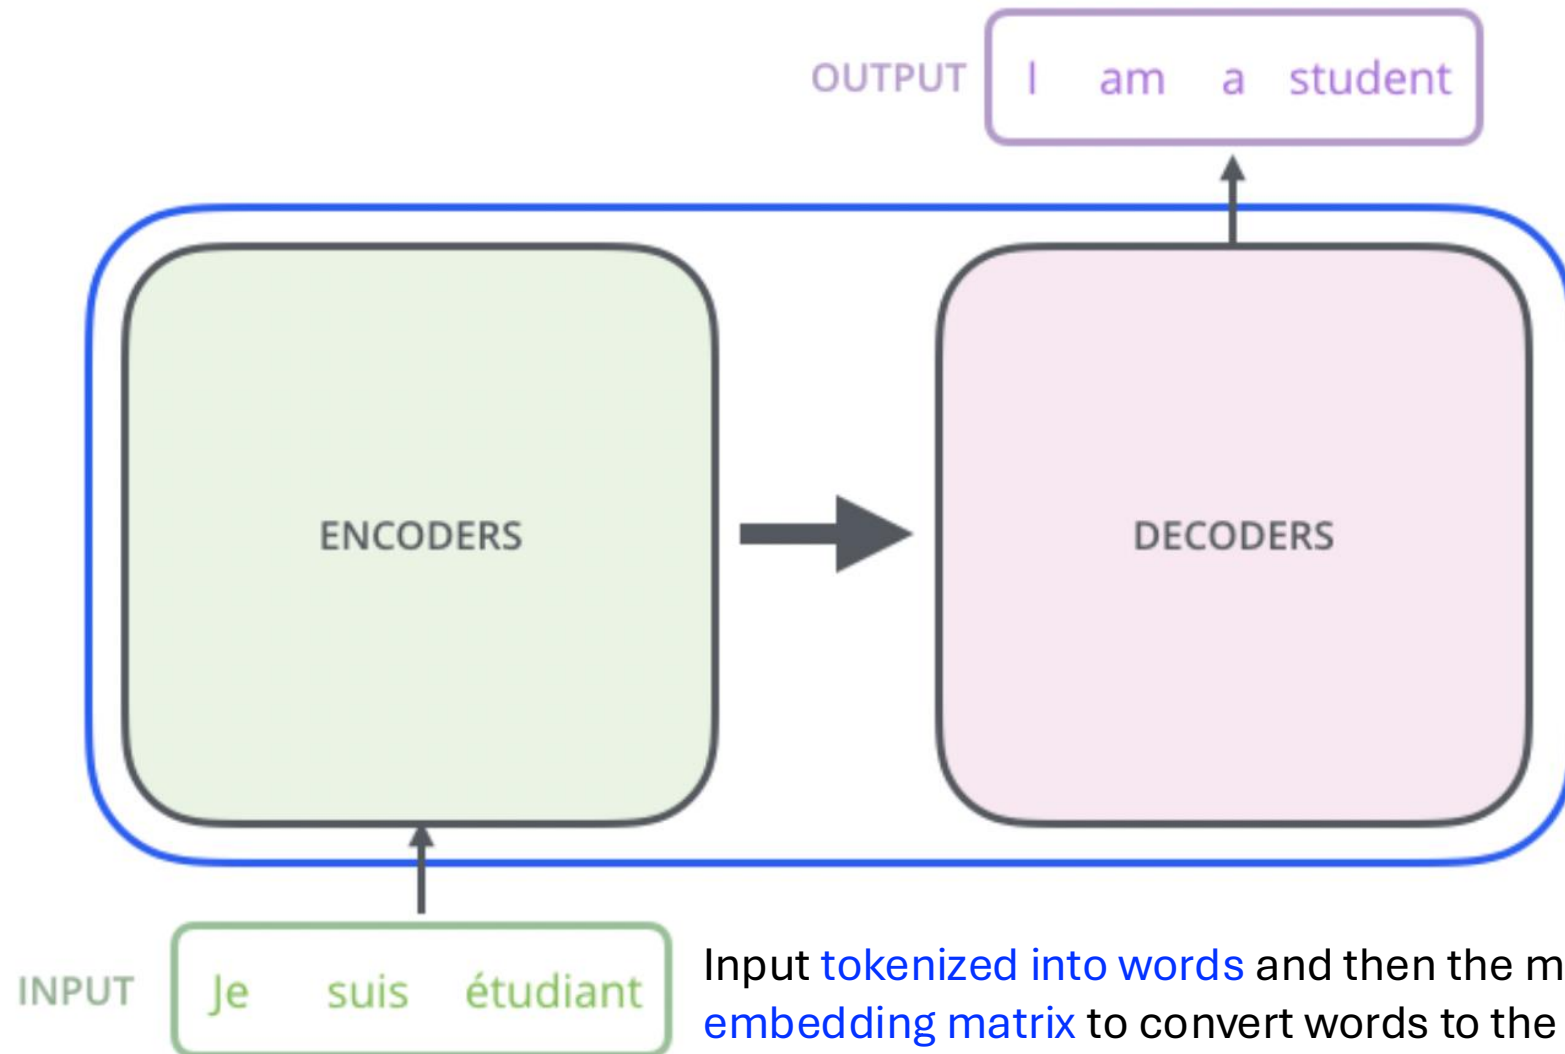 OUTPUT I am a student
ENCODERS DECODERS
INPUT Je suis étudiant
Input tokenized into words and then the
embedding matrix to convert words to the